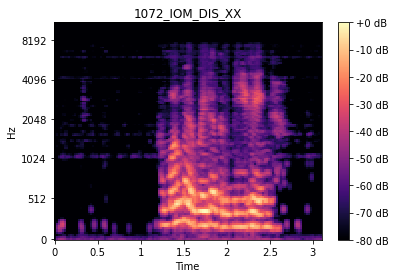 1072_IOM_DIS_XX
8192
4096
2048
1024
512
0
Hz
0 0.5 1 1.5 2 2.5 3
Time
+0 dB
-10 dB
-20 dB
-30 dB
-40 dB
-50 dB
-60 dB
-70 dB
-80 dB